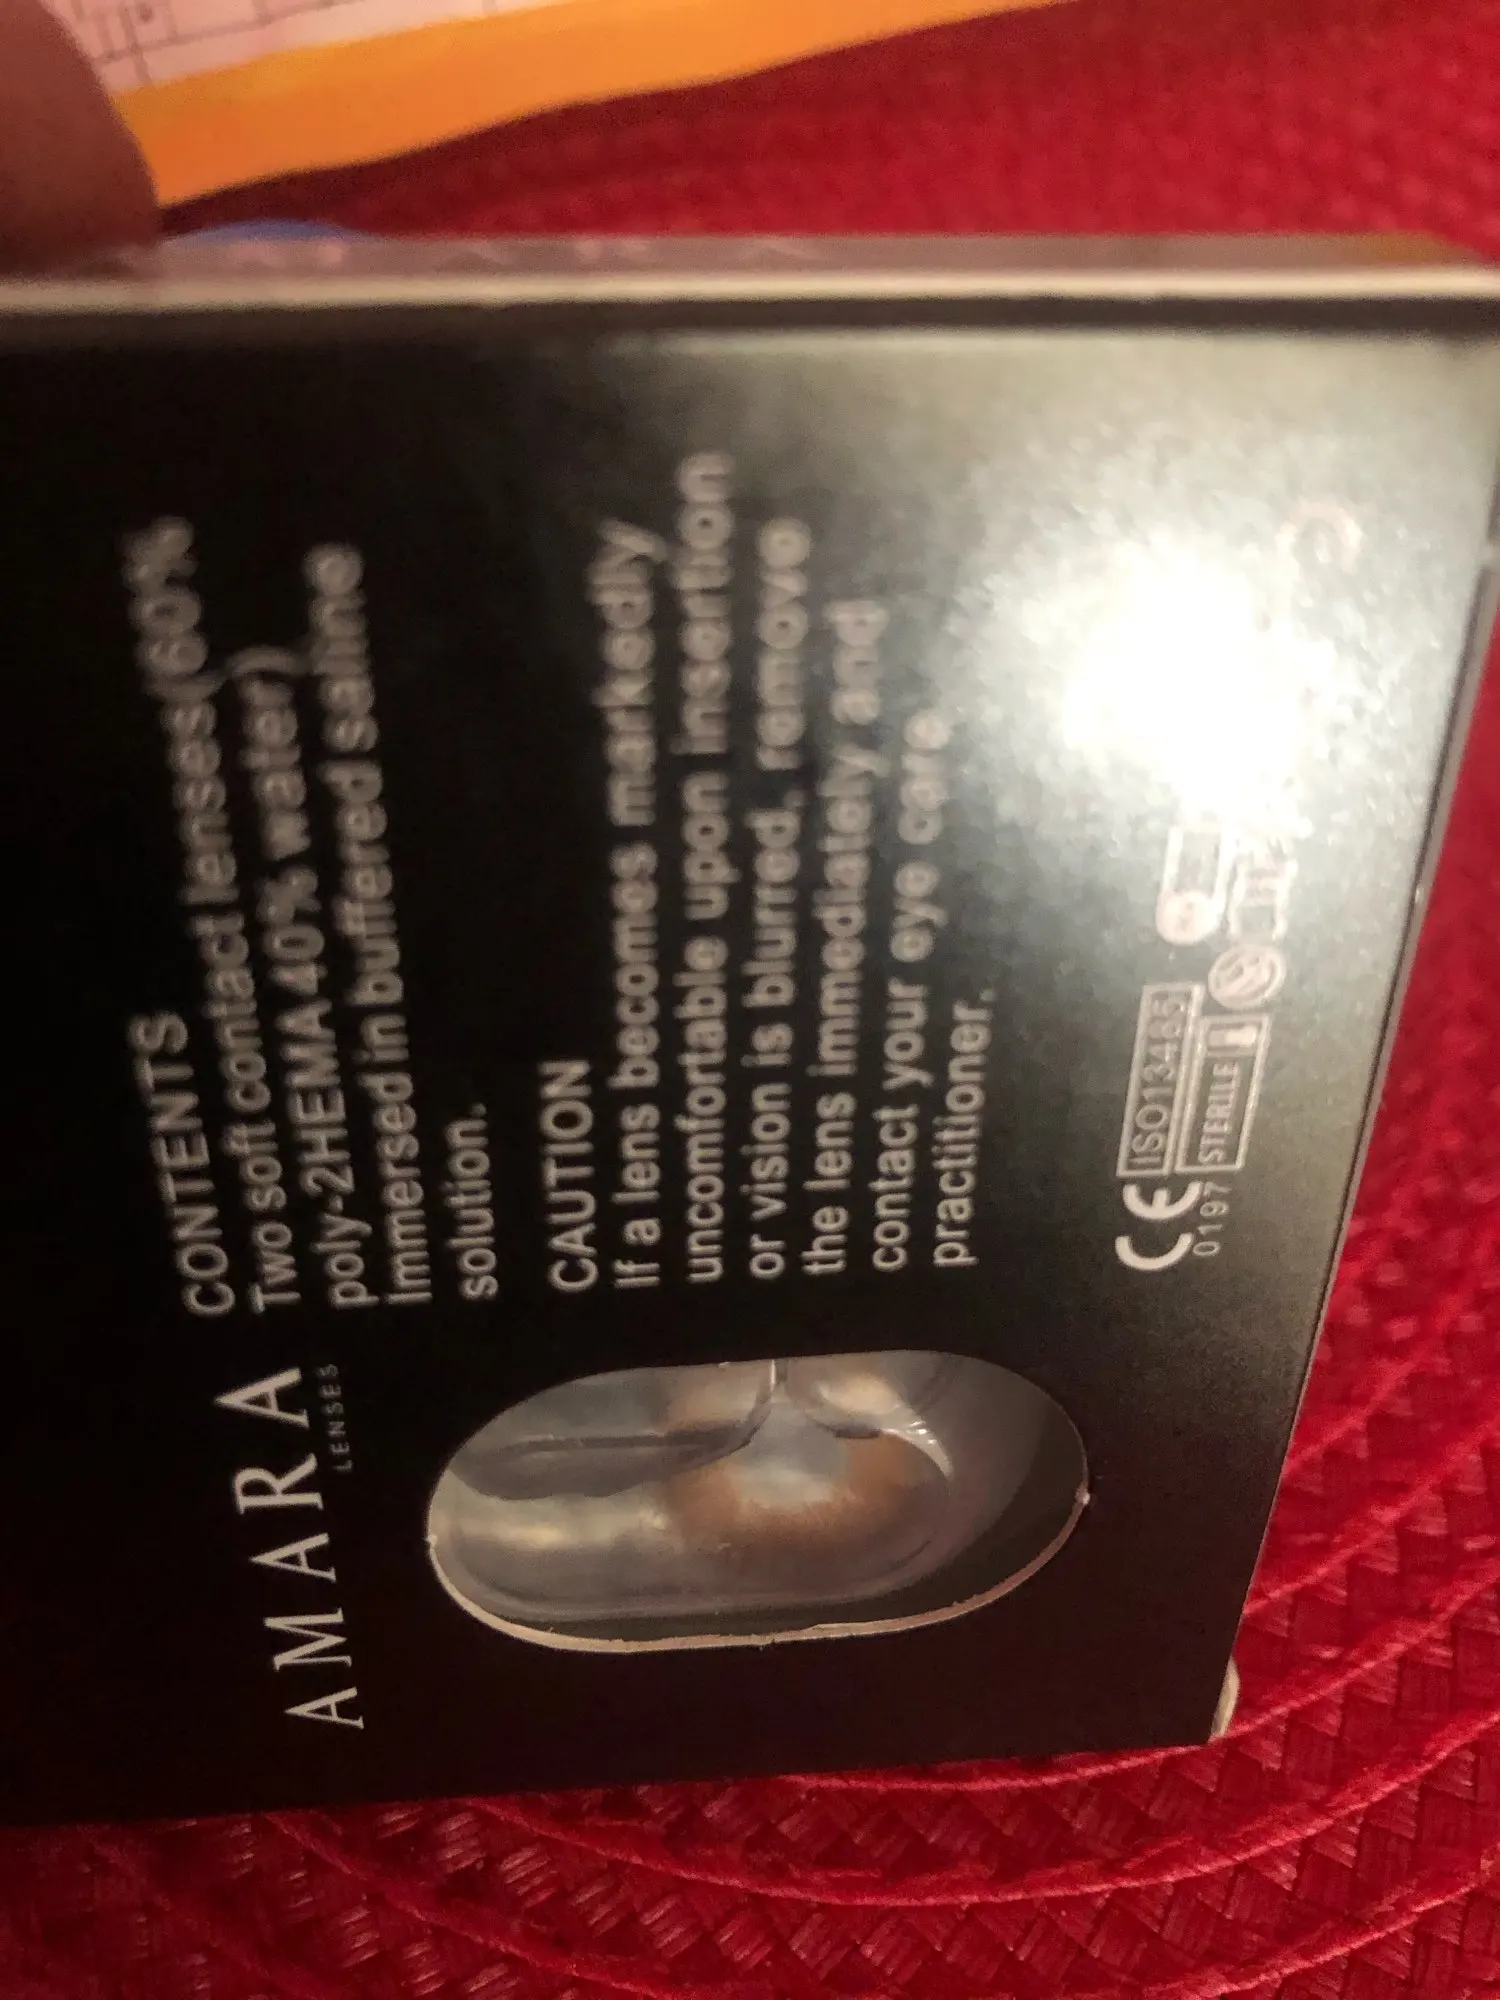 AMARA
LENSES
CONTENTS
Two soft contact lenses(60%
poly-2HEMA 40% water)
immersed in buffered saline
solution.
CAUTION
If a lens becomes markedly
uncomfortable upon insertion
or vision is blurred, remove
the lens immediately and
contact your eye care
practitioner.
CE ISO13485
0197 STERILE